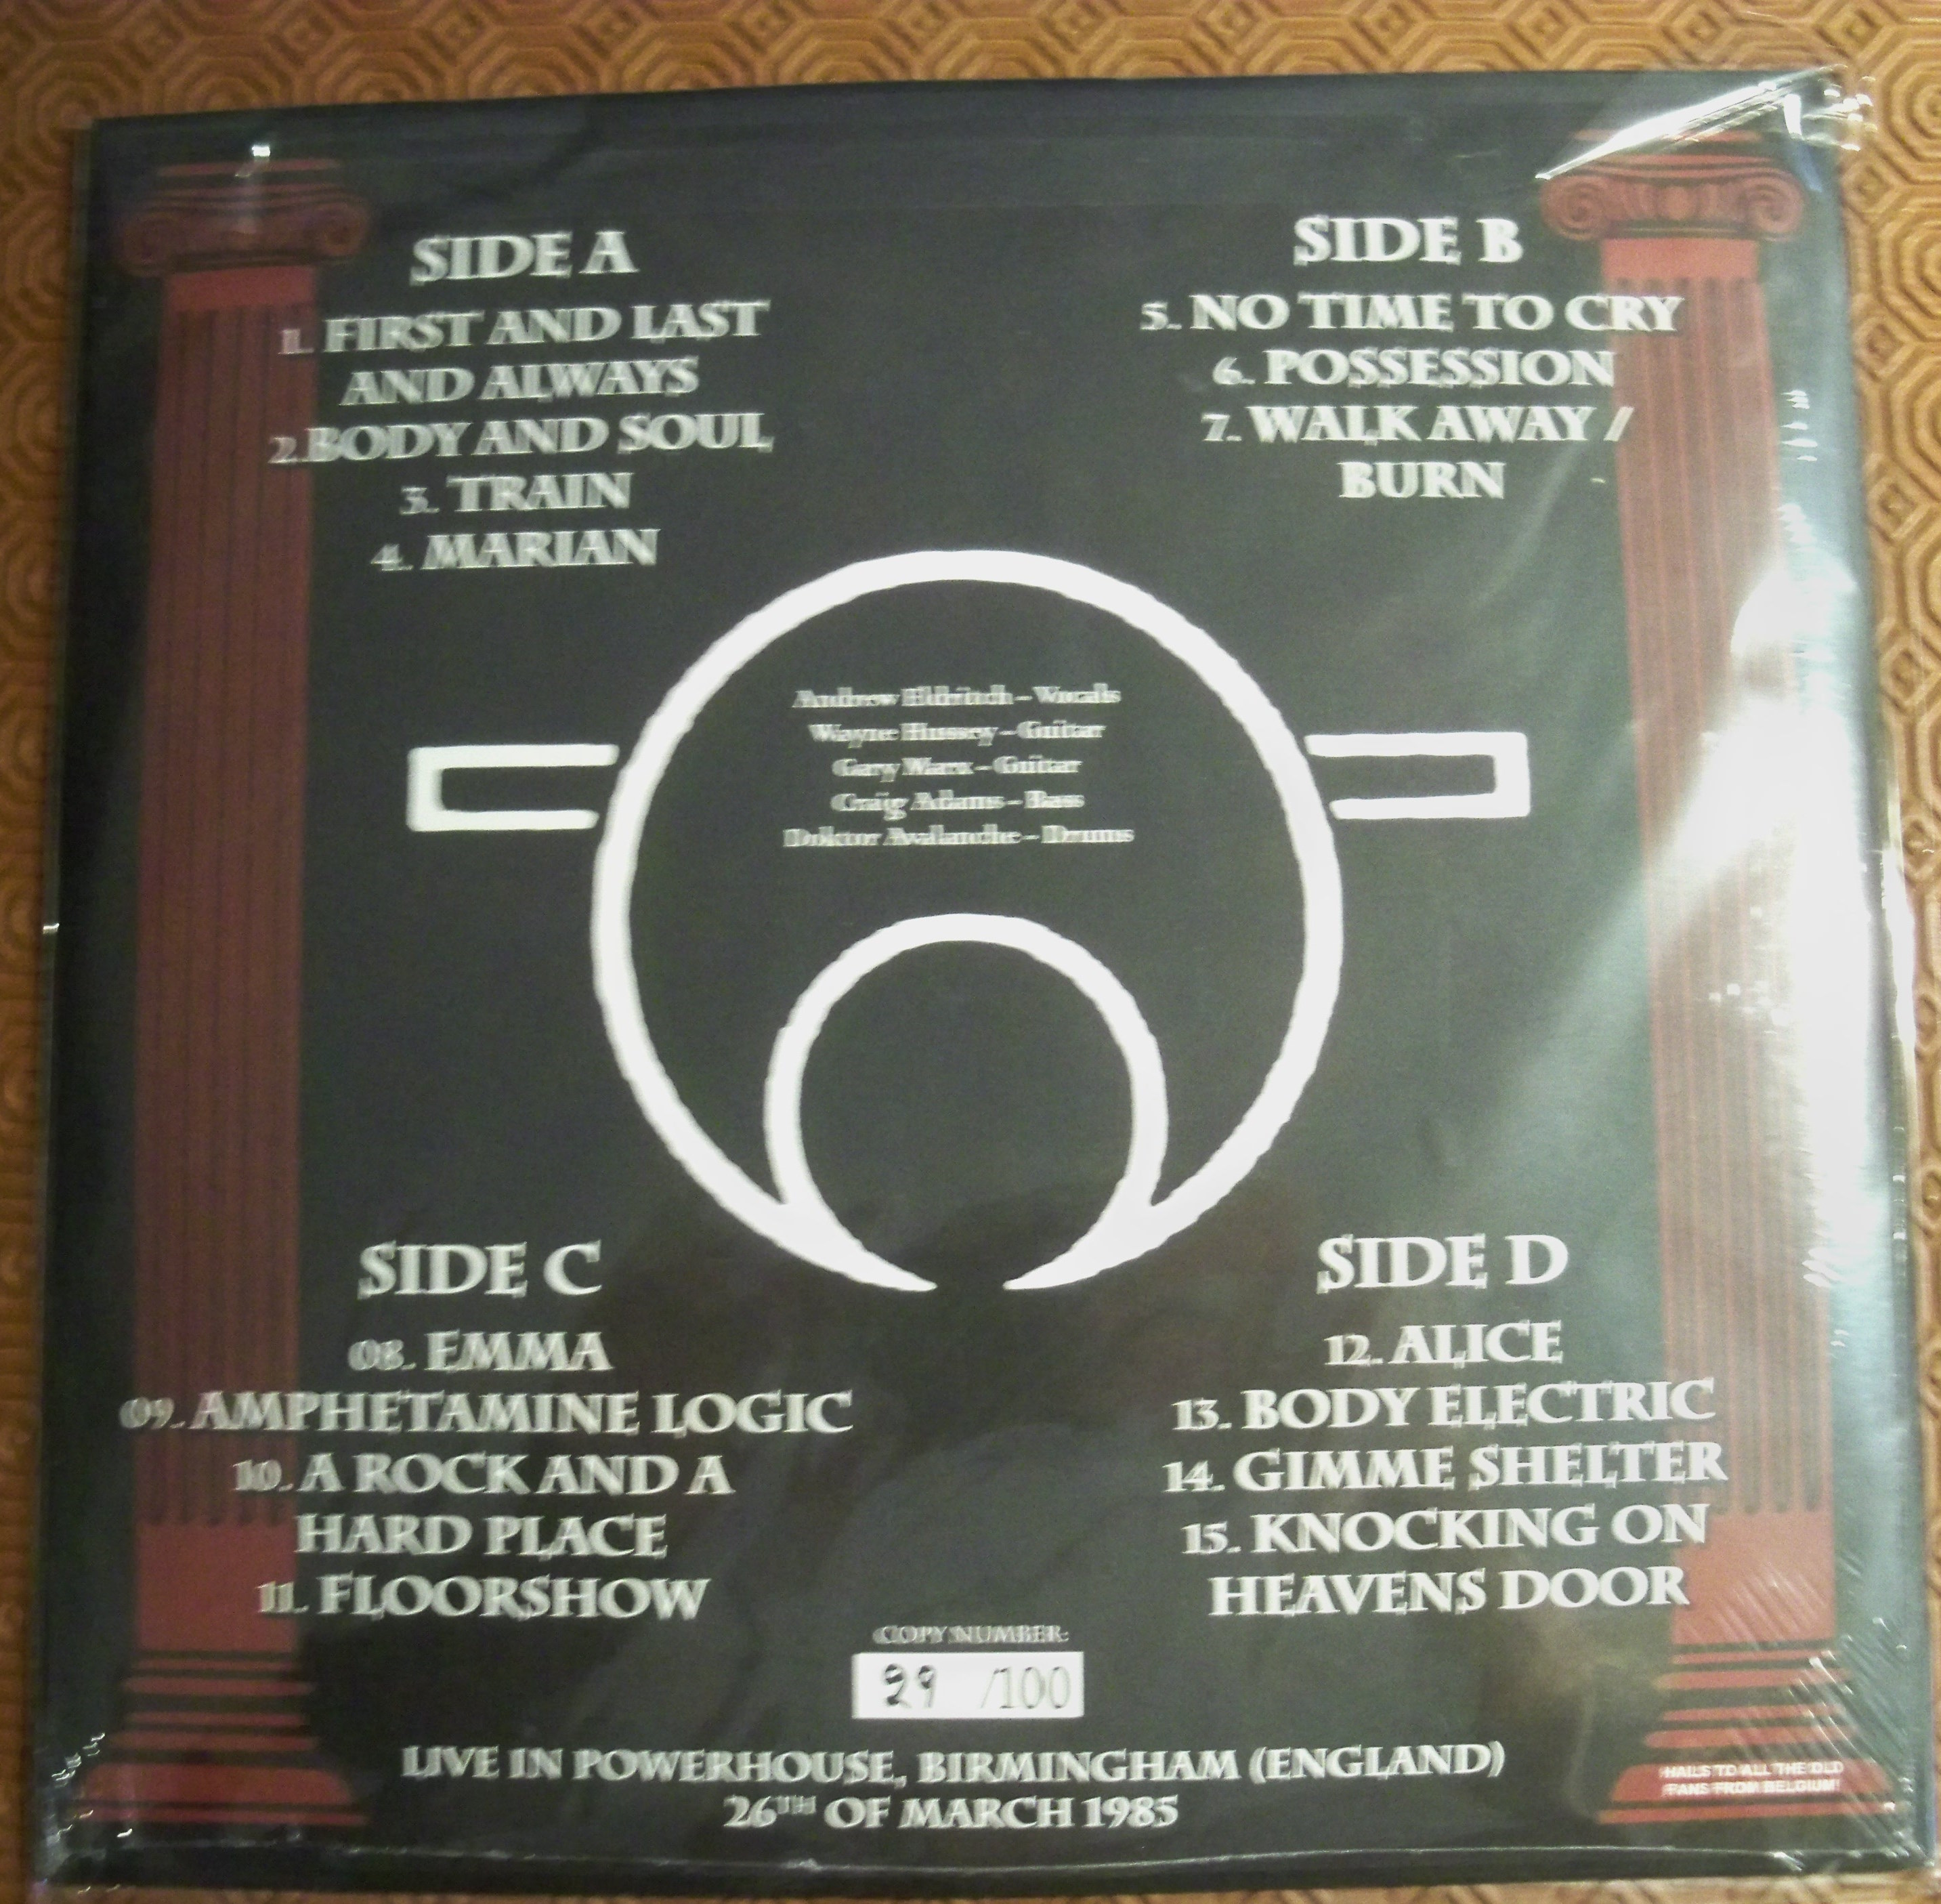 SIDE A
1. FIRST AND LAST
AND ALWAYS
2. BODY AND SOUL
3. TRAIN
4. MARIAN
SIDE B
5. NO TIME TO CRY
6. POSSESSION
7. WALK AWAY /
BURN
Andrew Eldritch – Vocals
Wayne Hussey – Guitar
Gary Marx – Guitar
Craig Adams – Bass
Doktor Avalanche – Drums
SIDE C
08. EMMA
09. AMPHETAMINE LOGIC
10. A ROCK AND A
HARD PLACE
11. FLOORSHOW
SIDE D
12. ALICE
13. BODY ELECTRIC
14. GIMME SHELTER
15. KNOCKING ON
HEAVENS DOOR
COPY NUMBER:
29 /100
LIVE IN POWERHOUSE, BIRMINGHAM (ENGLAND)
26TH OF MARCH 1985
HAILS TO ALL THE OLD
FANS FROM BELGIUM!